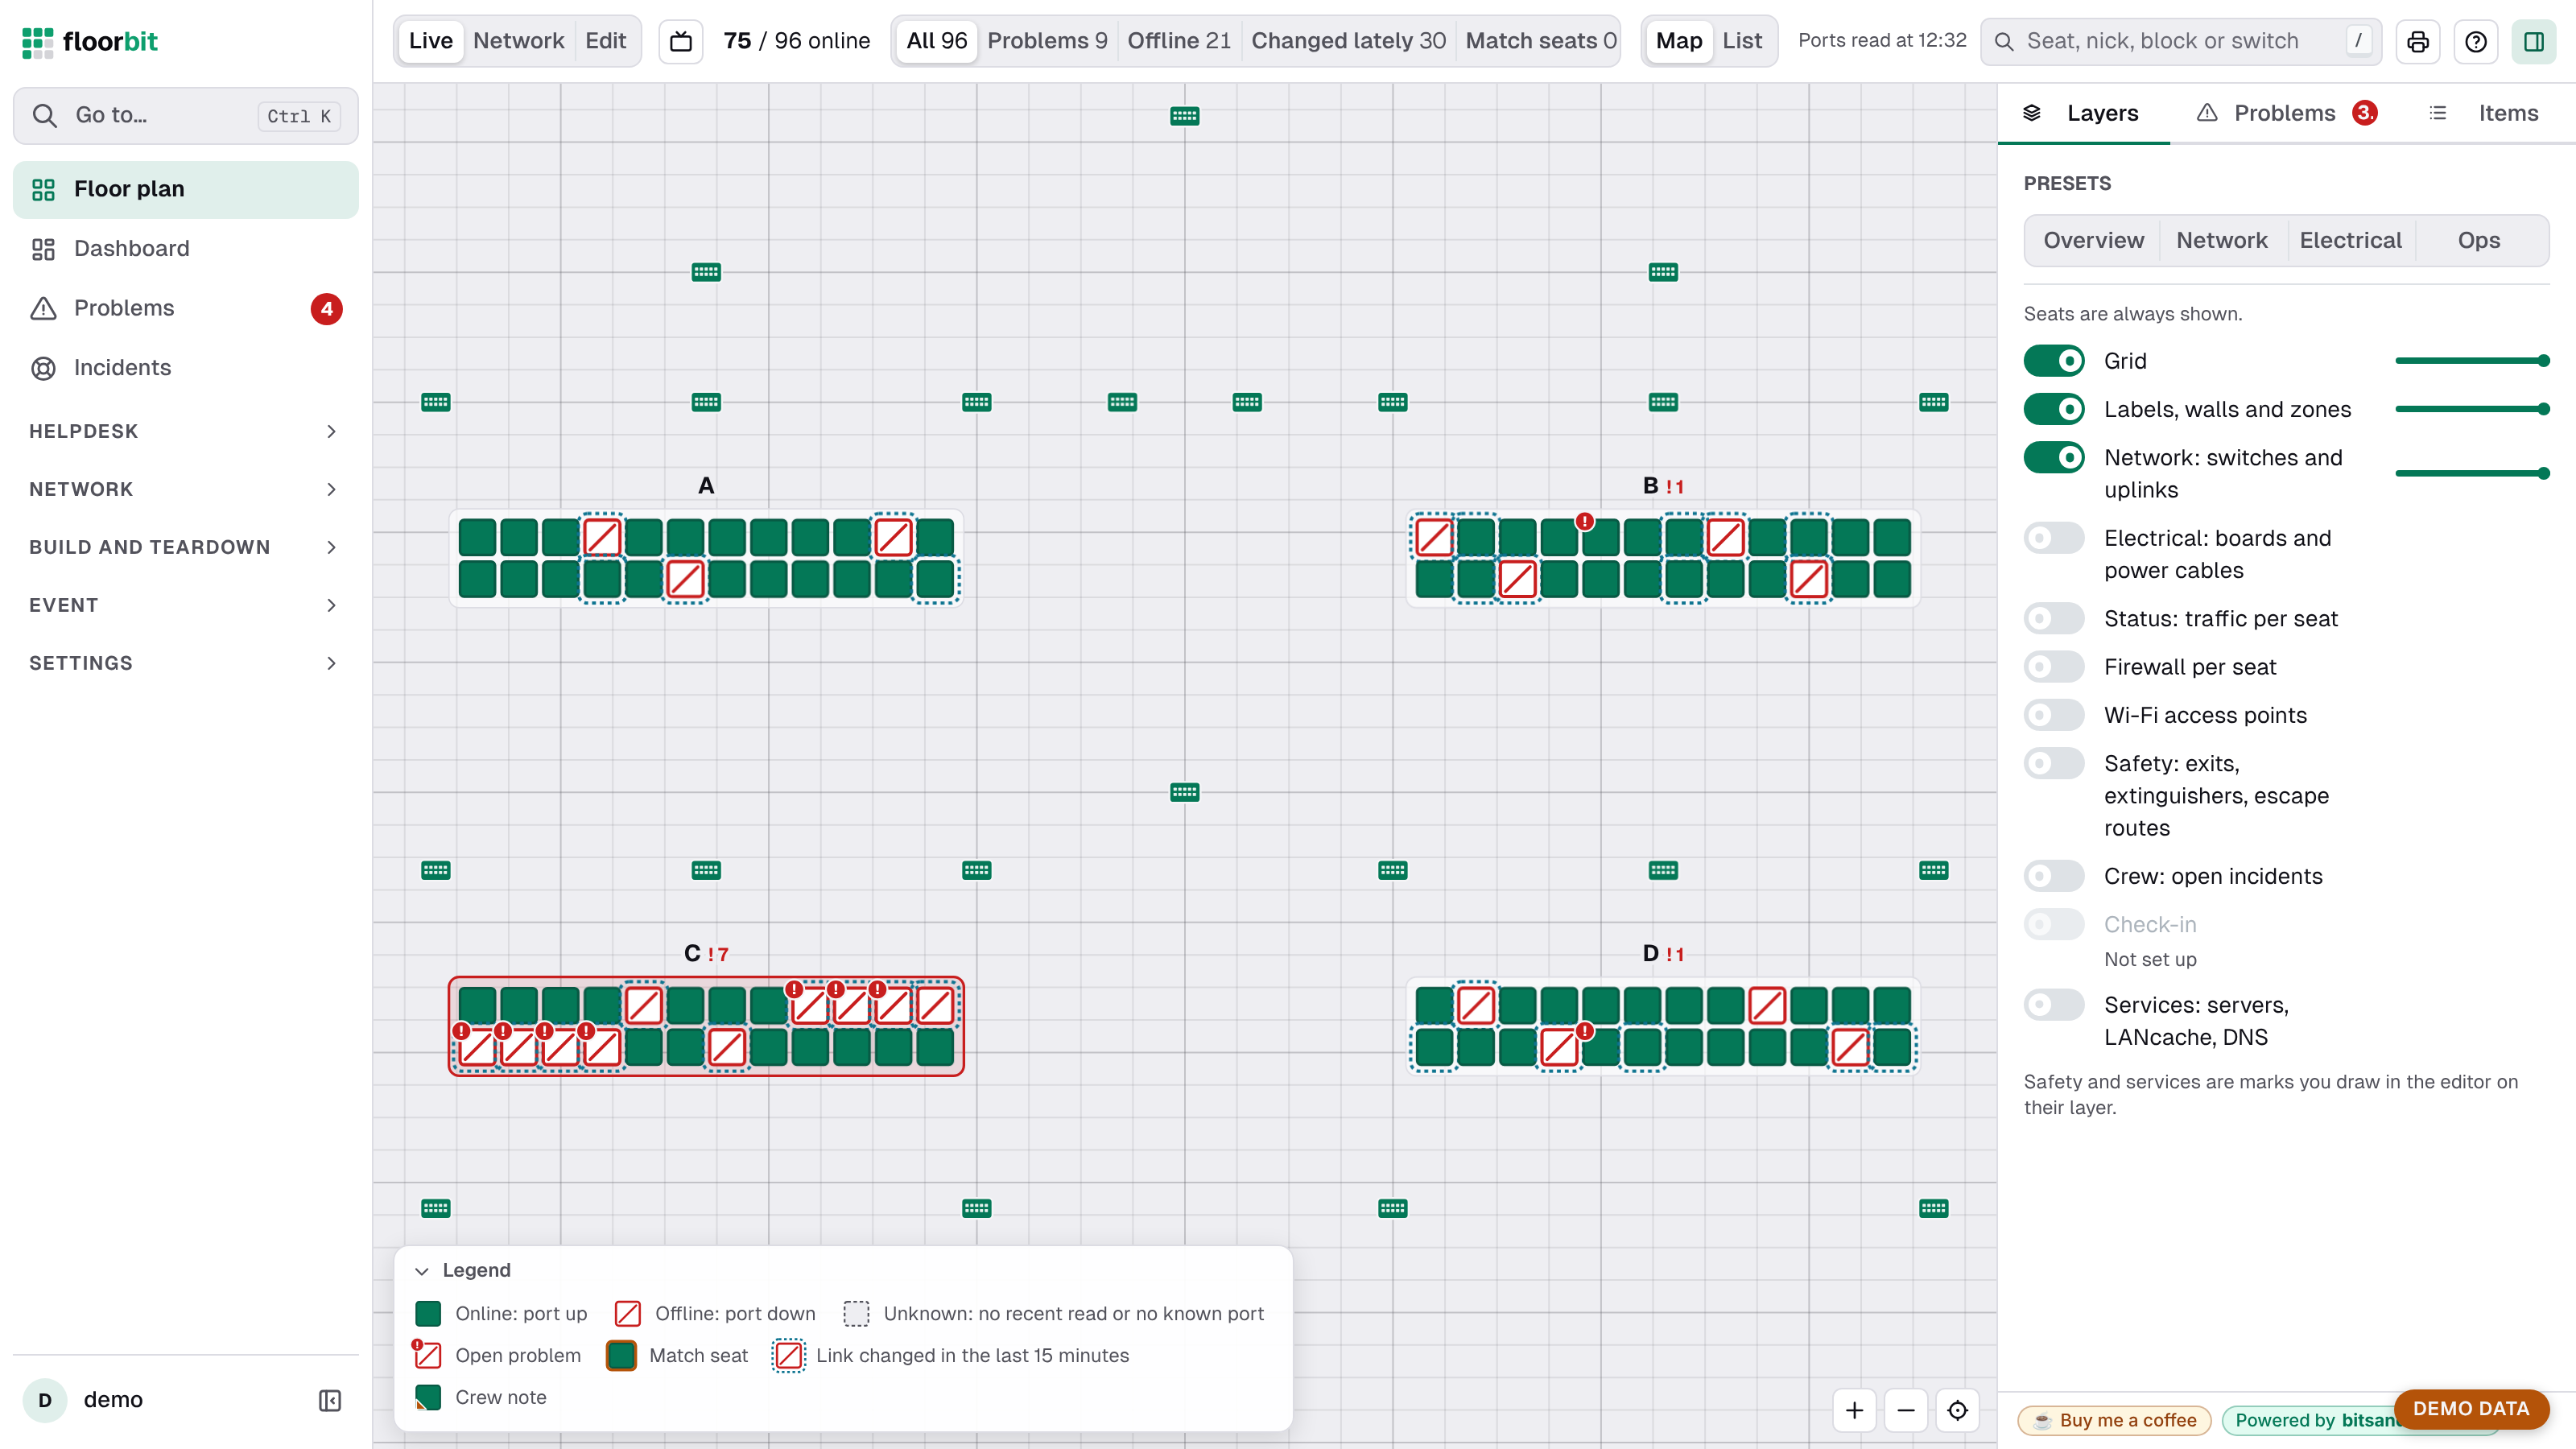 floorbit
Go to...
Ctrl K
Floor plan
Dashboard
Problems
4
Incidents
HELPDESK
NETWORK
BUILD AND TEARDOWN
EVENT
SETTINGS
D
demo
Live
Network
Edit
75 / 96 online
All 96
Problems 9
Offline 21
Changed lately 30
Match seats 0
Map
List
Ports read at 12:32
Seat, nick, block or switch
/
A
B !1
C !7
D !1
Legend
Online: port up
Offline: port down
Unknown: no recent read or no known port
Open problem
Match seat
Link changed in the last 15 minutes
Crew note
Layers
Problems
3.
Items
PRESETS
Overview
Network
Electrical
Ops
Seats are always shown.
Grid
Labels, walls and zones
Network: switches and
uplinks
Electrical: boards and
power cables
Status: traffic per seat
Firewall per seat
Wi-Fi access points
Safety: exits,
extinguishers, escape
routes
Crew: open incidents
Check-in
Not set up
Services: servers,
LANcache, DNS
Safety and services are marks you draw in the editor on
their layer.
Buy me a coffee
Powered by
DEMO DATA